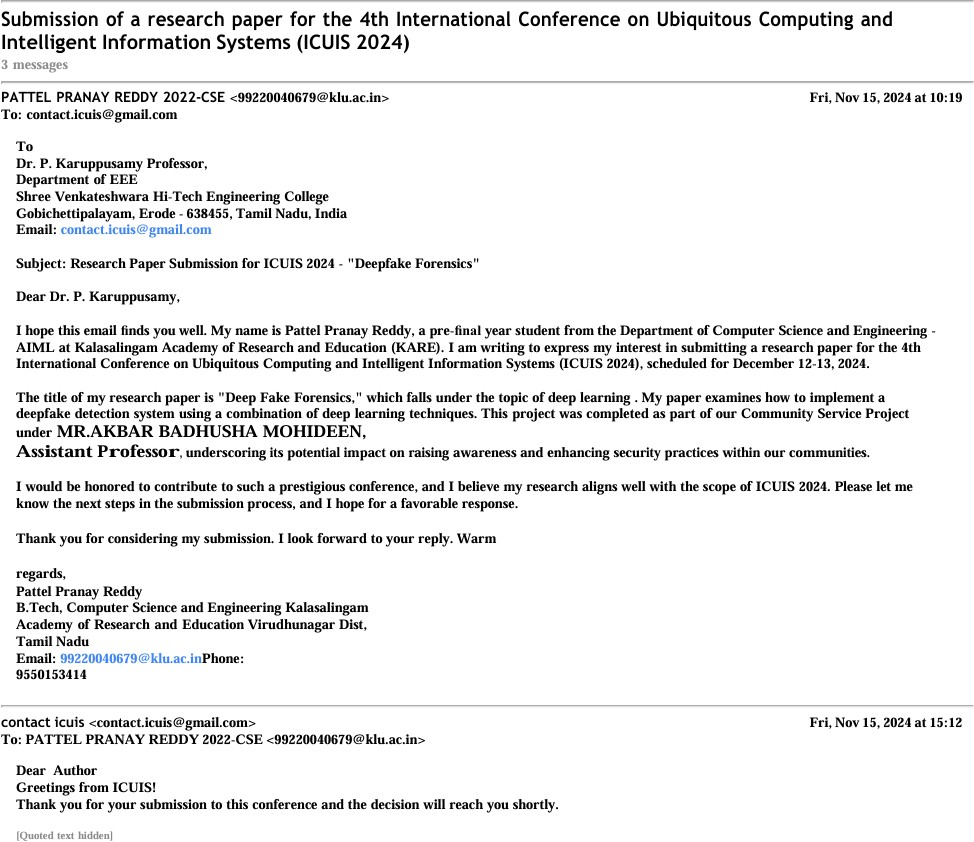 Submission of a research paper for the 4th International Conference on Ubiquitous Computing and
Intelligent Information Systems (ICUIS 2024)
3 messages
PATTEL PRANAY REDDY 2022-CSE <99220040679@klu.ac.in> Fri, Nov 15, 2024 at 10:19
To: contact.icuis@gmail.com
To
Dr. P. Karuppusamy Professor,
Department of EEE
Shree Venkateshwara Hi-Tech Engineering College
Gobichettipalayam, Erode - 638455, Tamil Nadu, India
Email: contact.icuis@gmail.com
Subject: Research Paper Submission for ICUIS 2024 - "Deepfake Forensics"
Dear Dr. P. Karuppusamy,
I hope this email finds you well. My name is Pattel Pranay Reddy, a pre-final year student from the Department of Computer Science and Engineering -
AIML at Kalasalingam Academy of Research and Education (KARE). I am writing to express my interest in submitting a research paper for the 4th
International Conference on Ubiquitous Computing and Intelligent Information Systems (ICUIS 2024), scheduled for December 12-13, 2024.
The title of my research paper is "Deep Fake Forensics," which falls under the topic of deep learning . My paper examines how to implement a
deepfake detection system using a combination of deep learning techniques. This project was completed as part of our Community Service Project
under MR.AKBAR BADHUSHA MOHIDEEN,
Assistant Professor, underscoring its potential impact on raising awareness and enhancing security practices within our communities.
I would be honored to contribute to such a prestigious conference, and I believe my research aligns well with the scope of ICUIS 2024. Please let me
know the next steps in the submission process, and I hope for a favorable response.
Thank you for considering my submission. I look forward to your reply. Warm
regards,
Pattel Pranay Reddy
B.Tech, Computer Science and Engineering Kalasalingam
Academy of Research and Education Virudhunagar Dist,
Tamil Nadu
Email: 99220040679@klu.ac.inPhone:
9550153414
contact icuis <contact.icuis@gmail.com> Fri, Nov 15, 2024 at 15:12
To: PATTEL PRANAY REDDY 2022-CSE <99220040679@klu.ac.in>
Dear Author
Greetings from ICUIS!
Thank you for your submission to this conference and the decision will reach you shortly.
[Quoted text hidden]